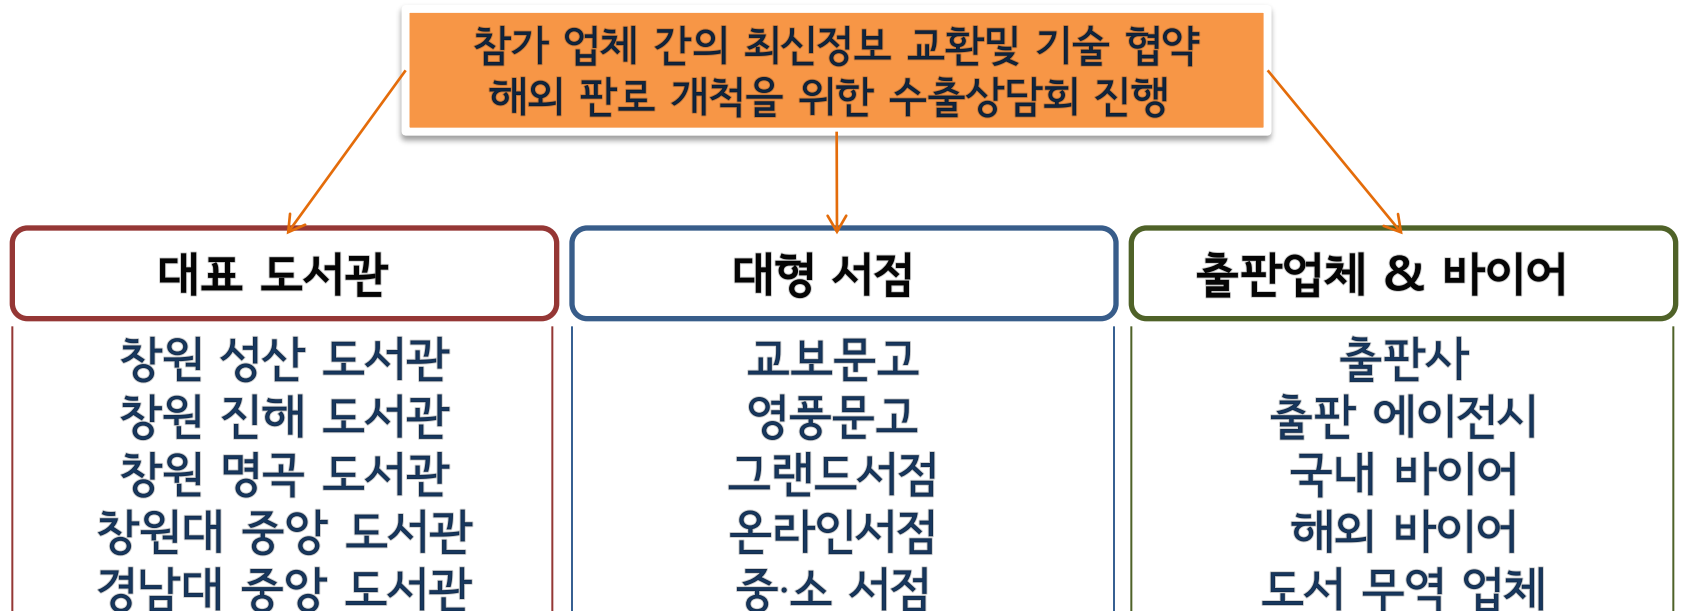 참가 업체 간의 최신정보 교환및 기술 협약
해외 판로 개척을 위한 수출상담회 진행
대표 도서관
창원 성산 도서관
창원 진해 도서관
창원 명곡 도서관
창원대 중앙 도서관
경남대 중앙 도서관
대형 서점
교보문고
영풍문고
그랜드서점
온라인서점
중·소 서점
출판업체 & 바이어
출판사
출판 에이전시
국내 바이어
해외 바이어
도서 무역 업체